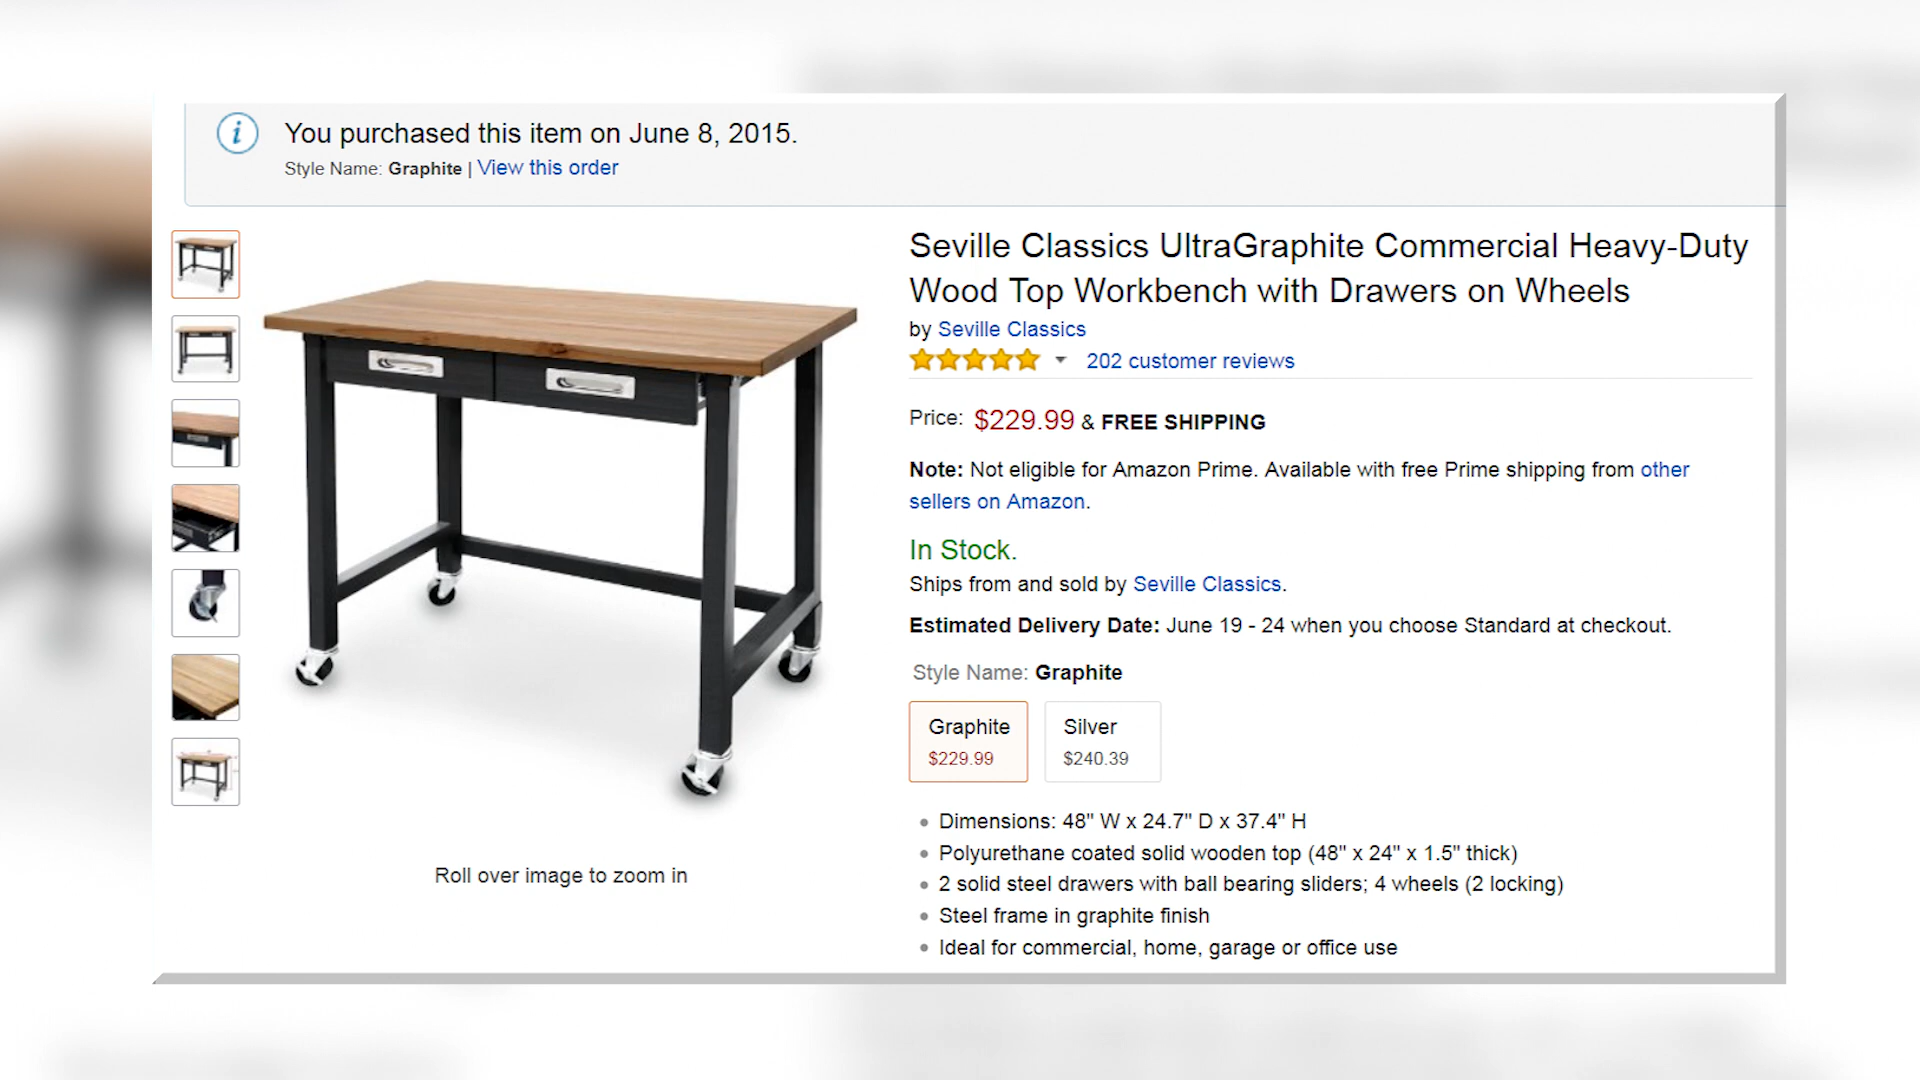 You purchased this item on June 8, 2015.
Style Name: Graphite | View this order
Seville Classics UltraGraphite Commercial Heavy-Duty
Wood Top Workbench with Drawers on Wheels
by Seville Classics
202 customer reviews
Price: $229.99 & FREE SHIPPING
Note: Not eligible for Amazon Prime. Available with free Prime shipping from other
sellers on Amazon.
In Stock.
Ships from and sold by Seville Classics.
Estimated Delivery Date: June 19 - 24 when you choose Standard at checkout.
Style Name: Graphite
Graphite
$229.99
Silver
$240.39
Dimensions: 48" W x 24.7" D x 37.4" H
Polyurethane coated solid wooden top (48" x 24" x 1.5" thick)
2 solid steel drawers with ball bearing sliders; 4 wheels (2 locking)
Steel frame in graphite finish
Ideal for commercial, home, garage or office use
Roll over image to zoom in